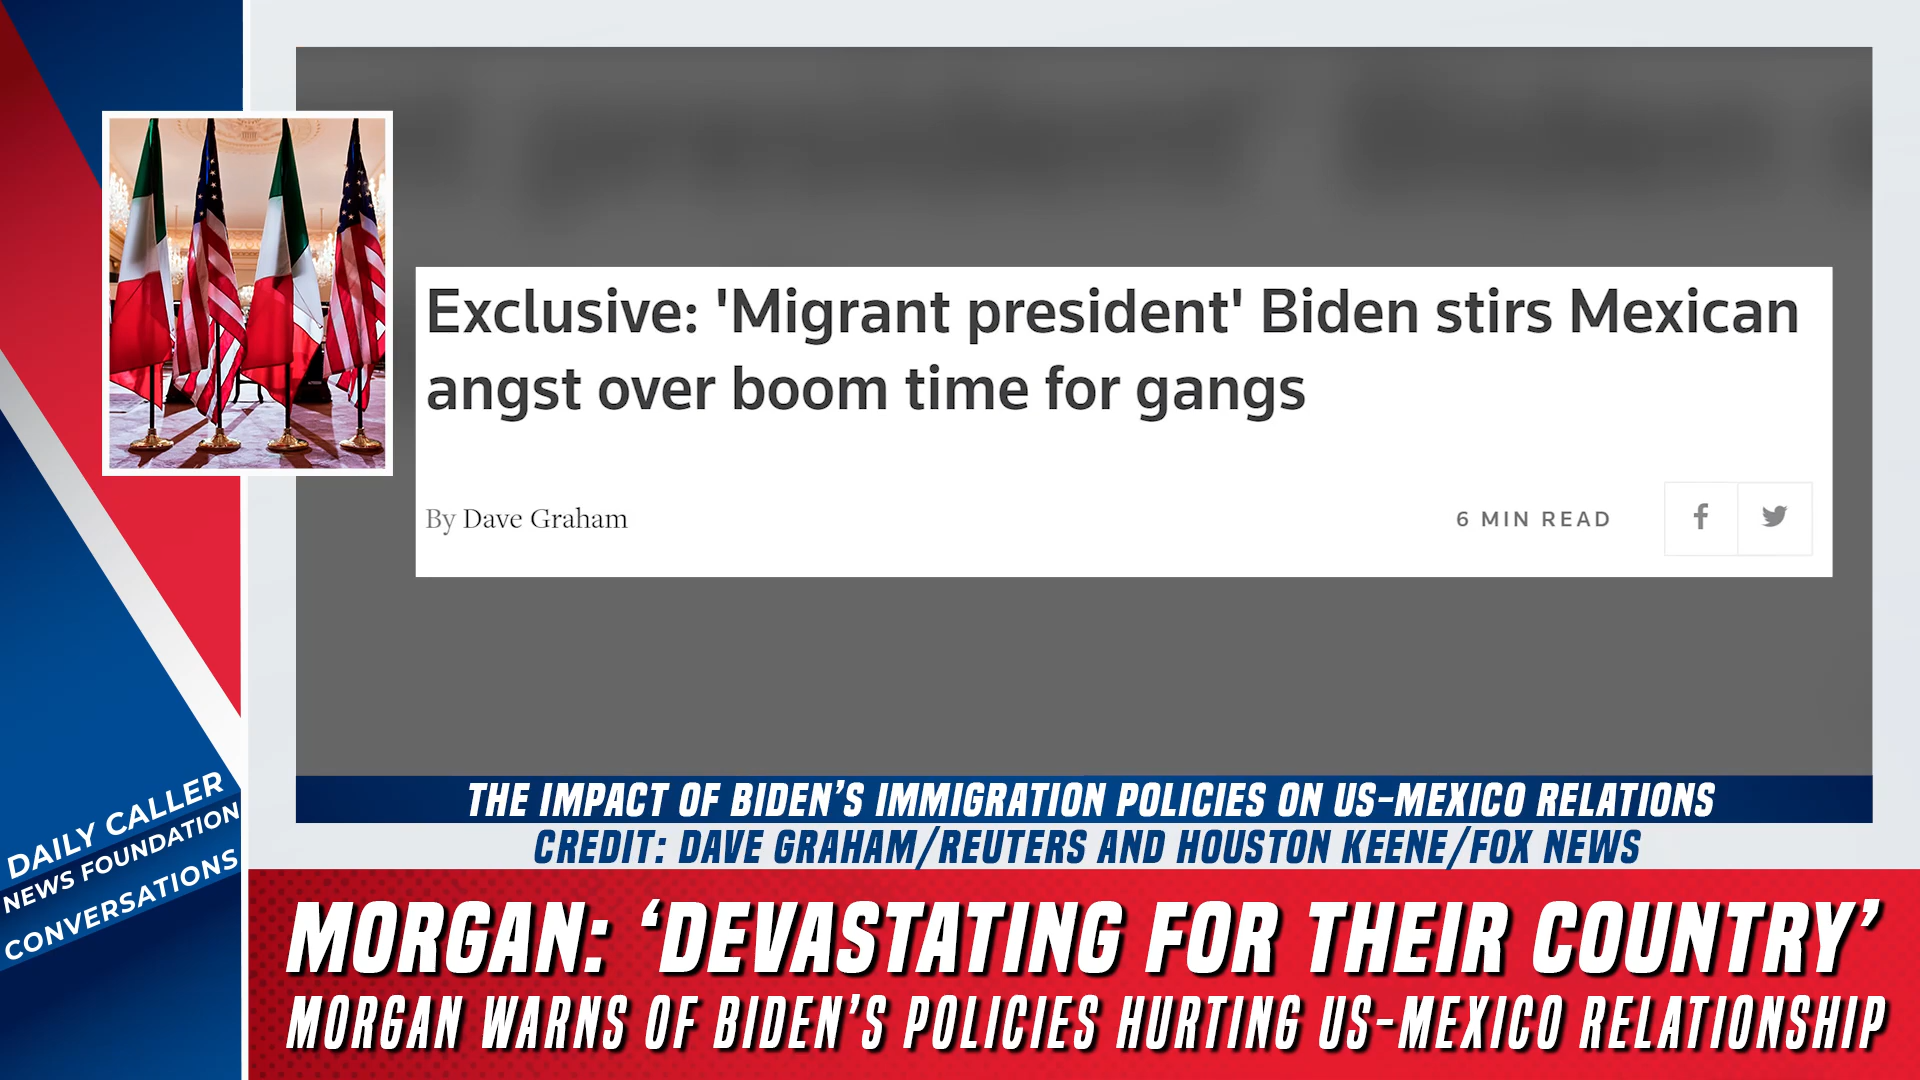 Exclusive: 'Migrant president' Biden stirs Mexican
angst over boom time for gangs
By Dave Graham
6 MIN READ
THE IMPACT OF BIDEN'S IMMIGRATION POLICIES ON US-MEXICO RELATIONS
CREDIT: DAVE GRAHAM/REUTERS AND HOUSTON KEENE/FOX NEWS
DAILY CALLER
NEWS FOUNDATION
CONVERSATIONS
MORGAN: ‘DEVASTATING FOR THEIR COUNTRY’
MORGAN WARNS OF BIDEN’S POLICIES HURTING US-MEXICO RELATIONSHIP